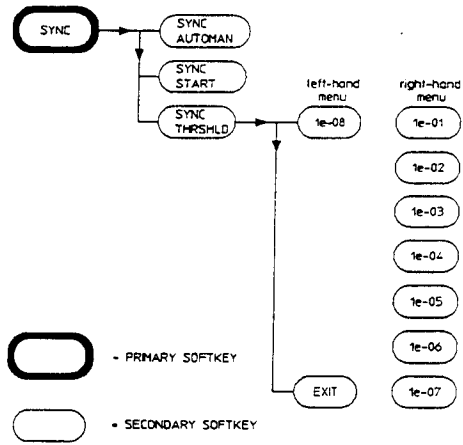 SYNC
SYNC
AUTOMAN
SYNC
START
SYNC
THRSHLD
left-hand
menu
right-hand
menu
1e-08
1e-01
1e-02
1e-03
1e-04
1e-05
1e-06
EXIT
1e-07
- PRIMARY SOFTKEY
- SECONDARY SOFTKEY